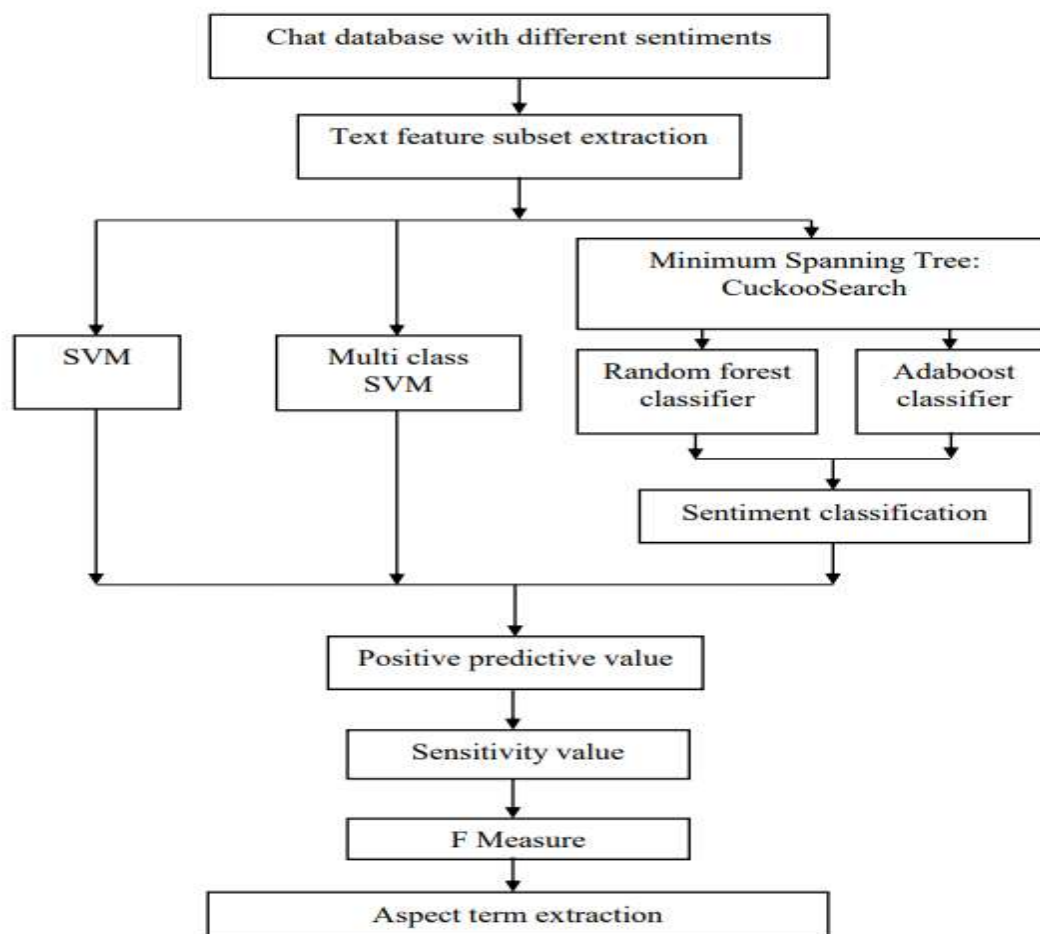 Chat database with different sentiments
Text feature subset extraction
Minimum Spanning Tree:
CuckooSearch
SVM
Multi class
SVM
Random forest
classifier
Adaboost
classifier
Sentiment classification
Positive predictive value
Sensitivity value
F Measure
Aspect term extraction